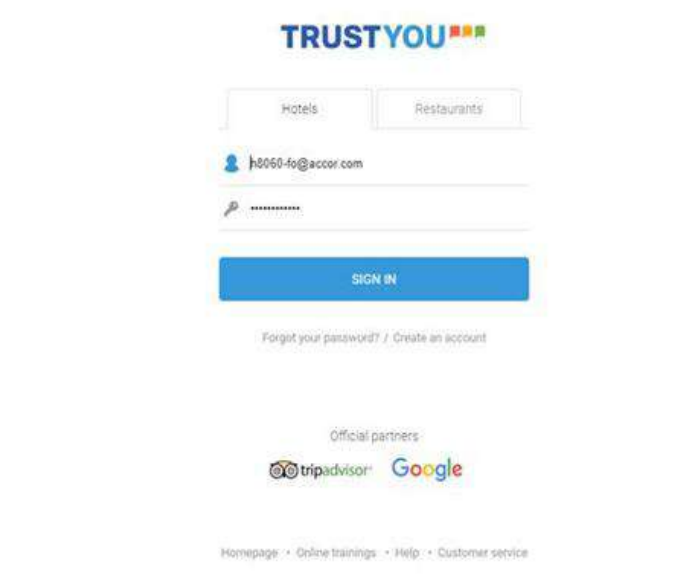 TRUSTYOU
Hotels Restaurants
h8060-fo@accor.com
••••••••••••
SIGN IN
Forgot your password? / Create an account
Official partners
tripadvisor Google
Homepage • Online trainings • Help • Customer service